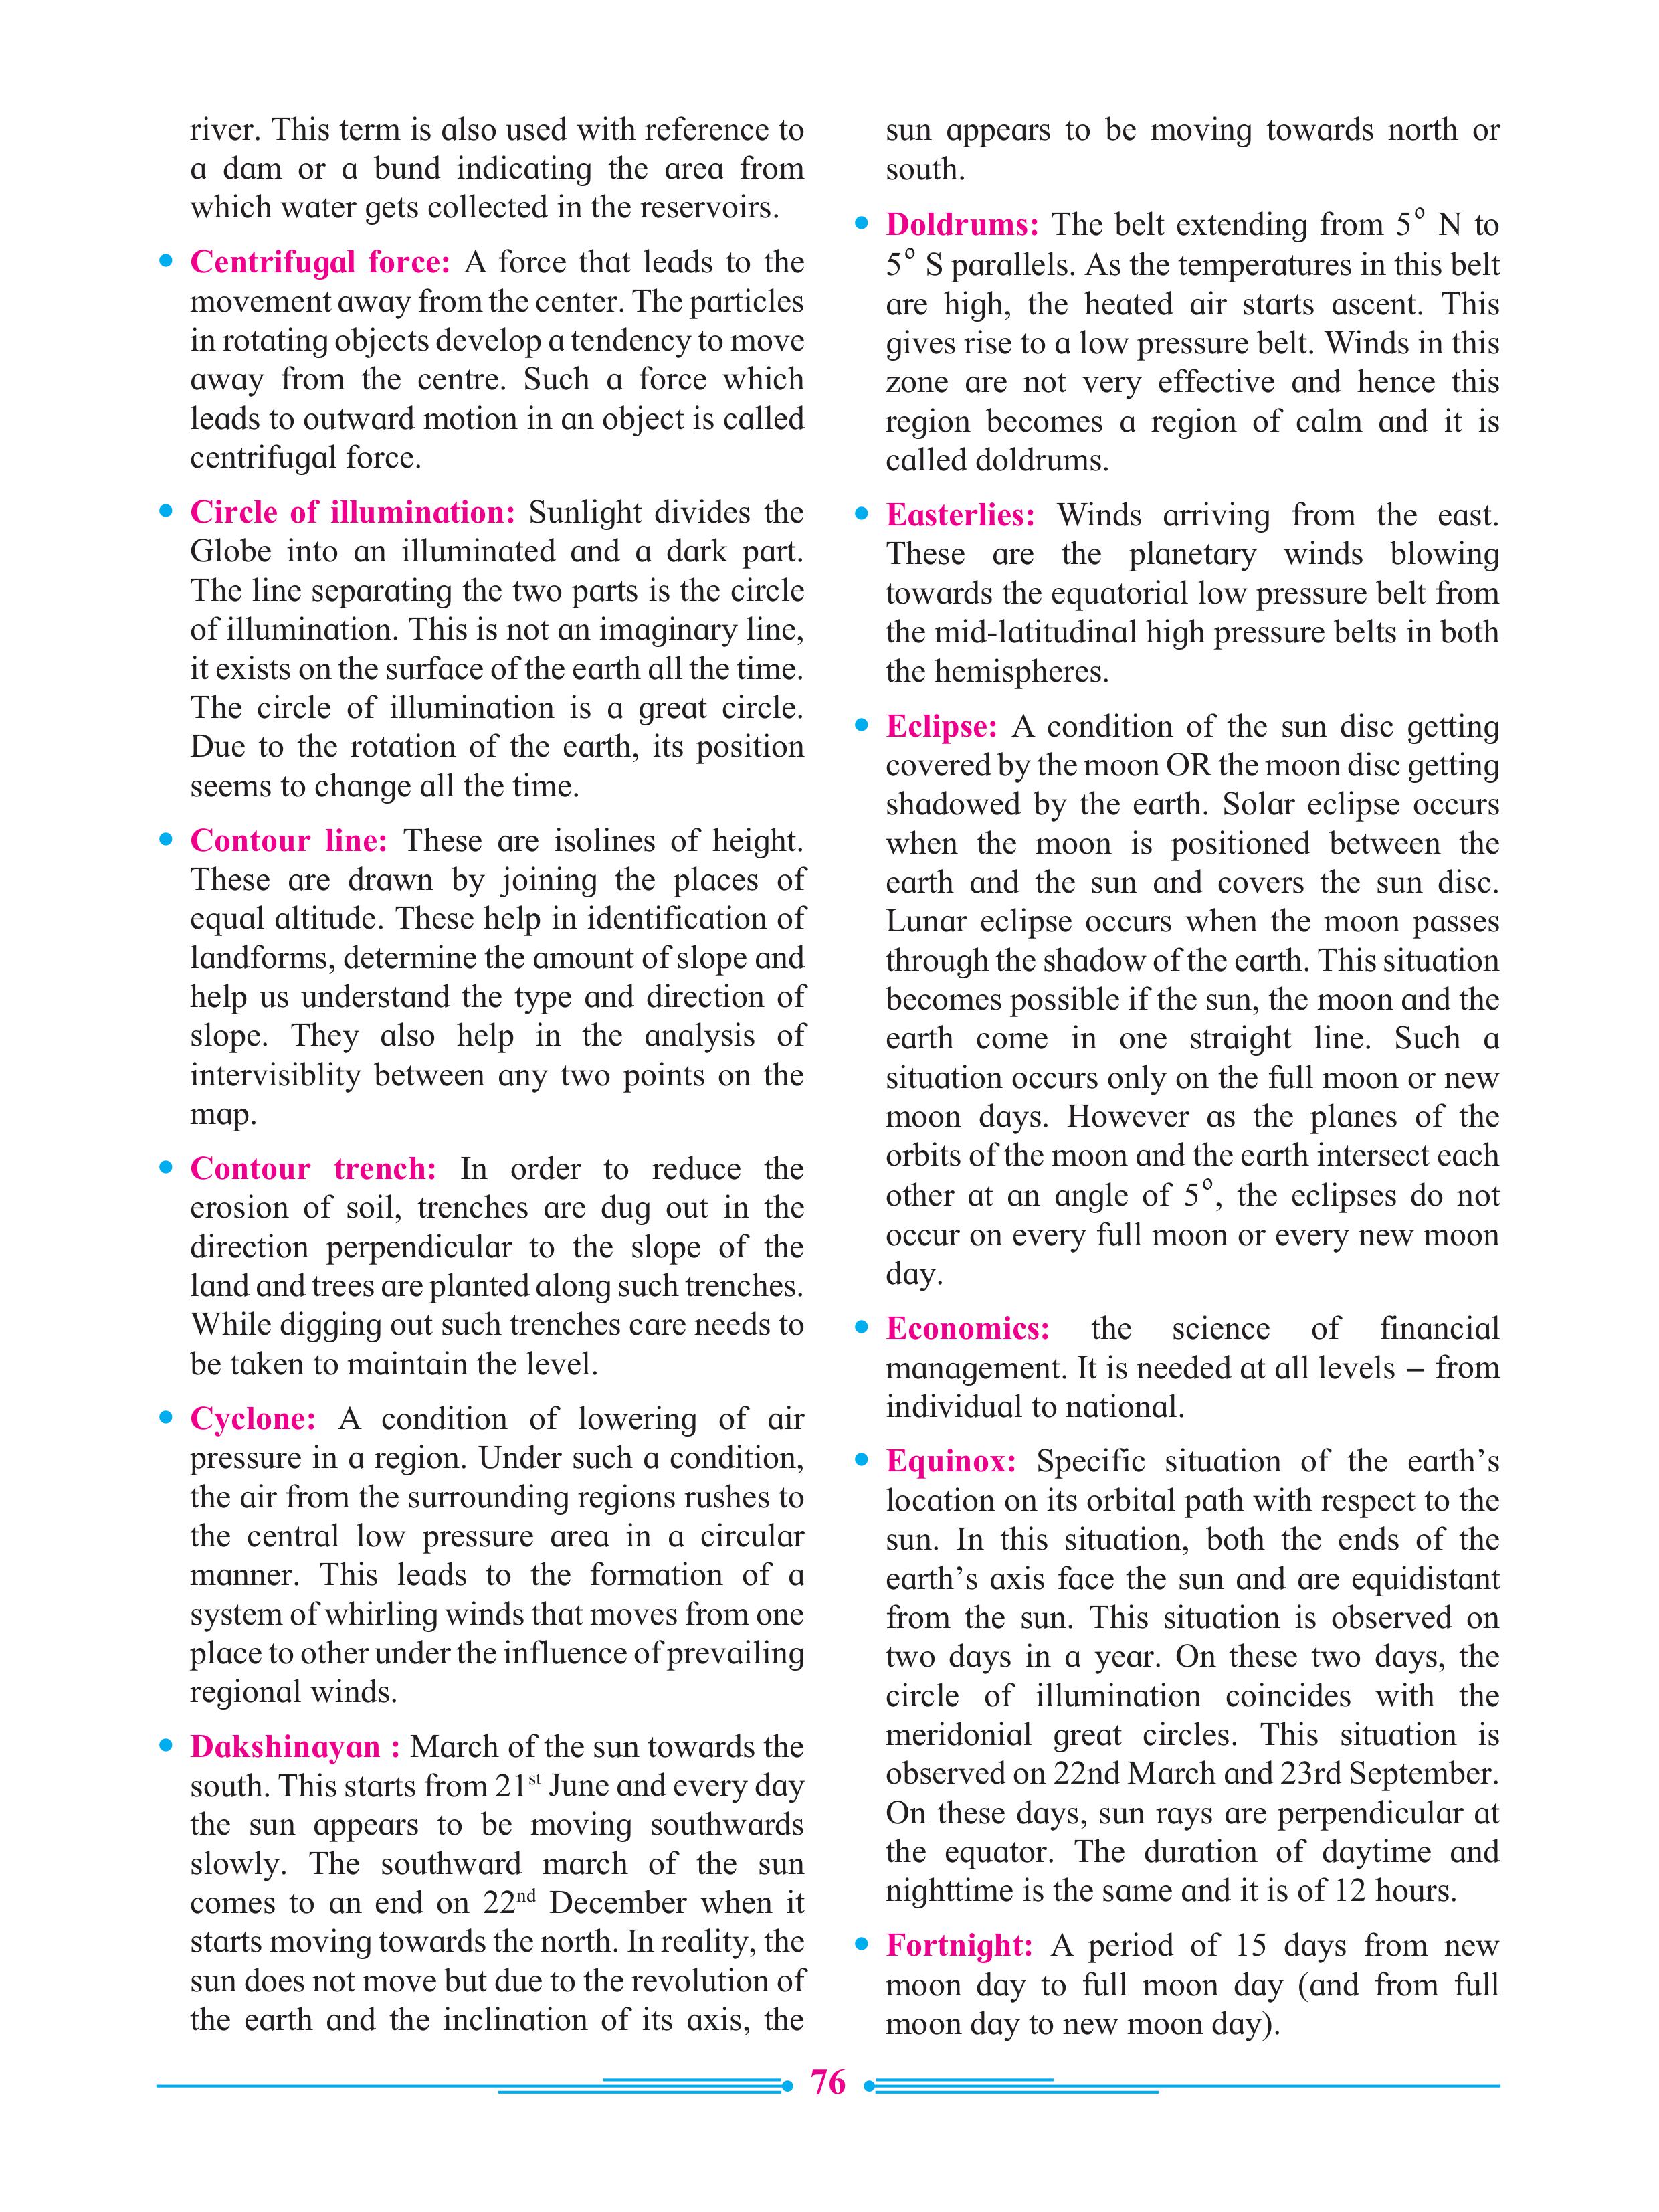 river. This term is also used with reference to
a dam or a bund indicating the area from
which water gets collected in the reservoirs.
• Centrifugal force: A force that leads to the
movement away from the center. The particles
in rotating objects develop a tendency to move
away from the centre. Such a force which
leads to outward motion in an object is called
centrifugal force.
• Circle of illumination: Sunlight divides the
Globe into an illuminated and a dark part.
The line separating the two parts is the circle
of illumination. This is not an imaginary line,
it exists on the surface of the earth all the time.
The circle of illumination is a great circle.
Due to the rotation of the earth, its position
seems to change all the time.
• Contour line: These are isolines of height.
These are drawn by joining the places of
equal altitude. These help in identification of
landforms, determine the amount of slope and
help us understand the type and direction of
slope. They also help in the analysis of
intervisiblity between any two points on the
map.
• Contour trench: In order to reduce the
erosion of soil, trenches are dug out in the
direction perpendicular to the slope of the
land and trees are planted along such trenches.
While digging out such trenches care needs to
be taken to maintain the level.
• Cyclone: A condition of lowering of air
pressure in a region. Under such a condition,
the air from the surrounding regions rushes to
the central low pressure area in a circular
manner. This leads to the formation of a
system of whirling winds that moves from one
place to other under the influence of prevailing
regional winds.
• Dakshinayan : March of the sun towards the
south. This starts from 21st June and every day
the sun appears to be moving southwards
slowly. The southward march of the sun
comes to an end on 22nd December when it
starts moving towards the north. In reality, the
sun does not move but due to the revolution of
the earth and the inclination of its axis, the
sun appears to be moving towards north or
south.
• Doldrums: The belt extending from 5° N to
5° S parallels. As the temperatures in this belt
are high, the heated air starts ascent. This
gives rise to a low pressure belt. Winds in this
zone are not very effective and hence this
region becomes a region of calm and it is
called doldrums.
• Easterlies: Winds arriving from the east.
These are the planetary winds blowing
towards the equatorial low pressure belt from
the mid-latitudinal high pressure belts in both
the hemispheres.
• Eclipse: A condition of the sun disc getting
covered by the moon OR the moon disc getting
shadowed by the earth. Solar eclipse occurs
when the moon is positioned between the
earth and the sun and covers the sun disc.
Lunar eclipse occurs when the moon passes
through the shadow of the earth. This situation
becomes possible if the sun, the moon and the
earth come in one straight line. Such a
situation occurs only on the full moon or new
moon days. However as the planes of the
orbits of the moon and the earth intersect each
other at an angle of 5°, the eclipses do not
occur on every full moon or every new moon
day.
• Economics: the science of financial
management. It is needed at all levels – from
individual to national.
• Equinox: Specific situation of the earth’s
location on its orbital path with respect to the
sun. In this situation, both the ends of the
earth’s axis face the sun and are equidistant
from the sun. This situation is observed on
two days in a year. On these two days, the
circle of illumination coincides with the
meridonial great circles. This situation is
observed on 22nd March and 23rd September.
On these days, sun rays are perpendicular at
the equator. The duration of daytime and
nighttime is the same and it is of 12 hours.
• Fortnight: A period of 15 days from new
moon day to full moon day (and from full
moon day to new moon day).
76